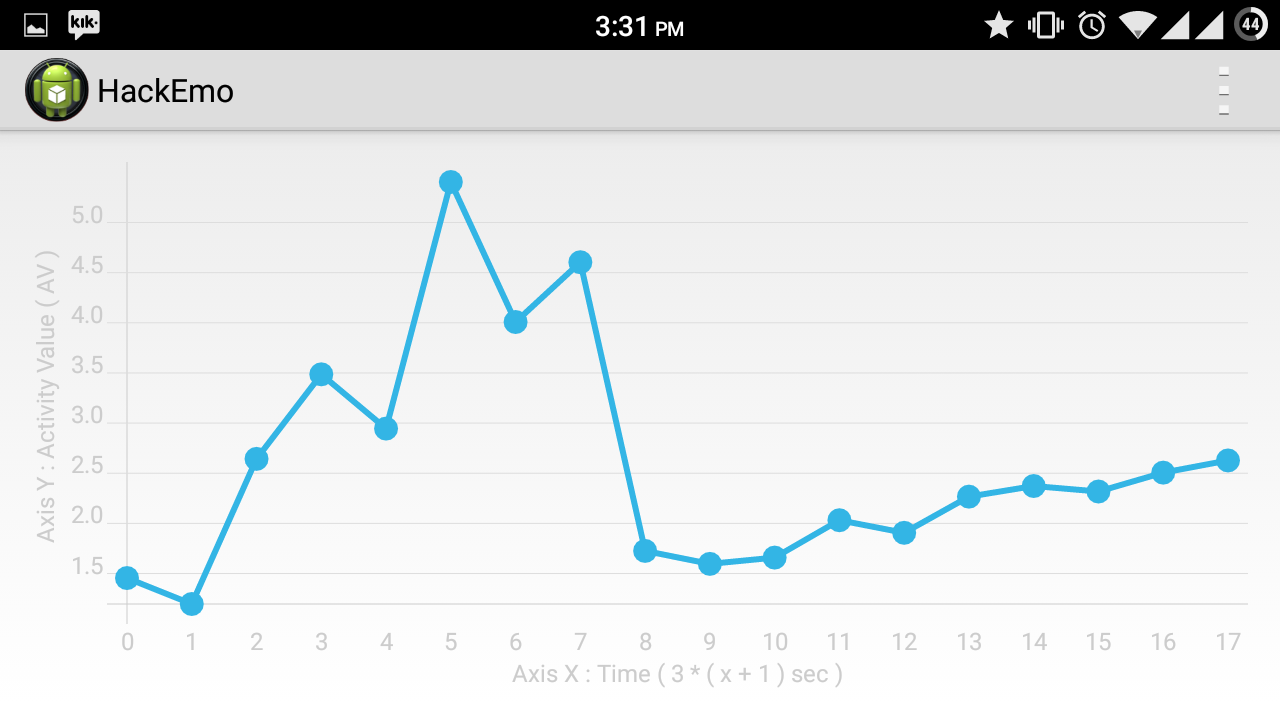 kik·
3:31 PM
44
HackEmo
Axis Y : Activity Value ( AV )
5.0
4.5
4.0
3.5
3.0
2.5
2.0
1.5
0 1 2 3 4 5 6 7 8 9 10 11 12 13 14 15 16 17
Axis X : Time ( 3 * ( x + 1 ) sec )